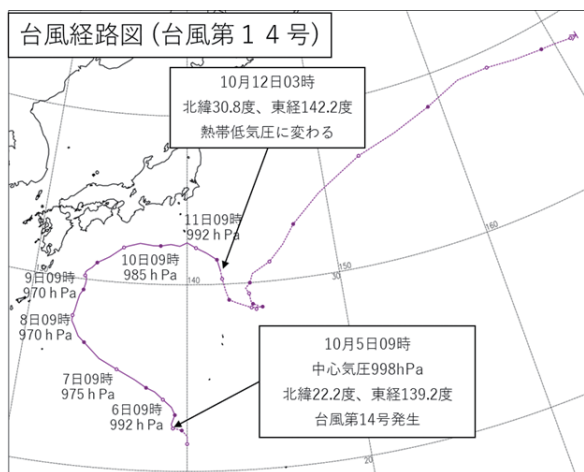 台風経路図(台風第１４号)
10月12日03時
北緯30.8度、東経142.2度
熱帯低気圧に変わる
11日09時
992ｈPa
10日09時
985ｈPa
9日09時
970ｈPa
8日09時
970ｈPa
7日09時
975ｈPa
6日09時
992ｈPa
10月5日09時
中心気圧998hPa
北緯22.2度、東経139.2度
台風第14号発生
140
150
160
20